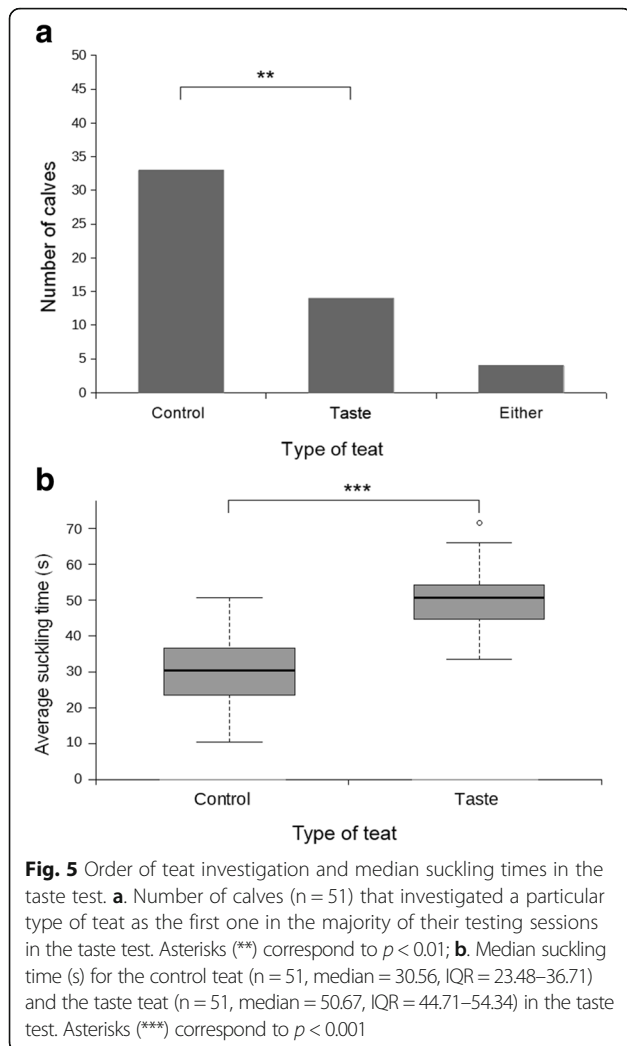 a
50
45
40
35
30
25
20
15
10
5
0
Number of calves
**
Control Taste Either
Type of teat
b
***
70
60
50
40
30
20
10
0
Average suckling time (s)
Control Taste
Type of teat
Fig. 5 Order of teat investigation and median suckling times in the
taste test. a. Number of calves (n = 51) that investigated a particular
type of teat as the first one in the majority of their testing sessions
in the taste test. Asterisks (**) correspond to p < 0.01; b. Median suckling
time (s) for the control teat (n = 51, median = 30.56, IQR = 23.48–36.71)
and the taste teat (n = 51, median = 50.67, IQR = 44.71–54.34) in the taste
test. Asterisks (***) correspond to p < 0.001